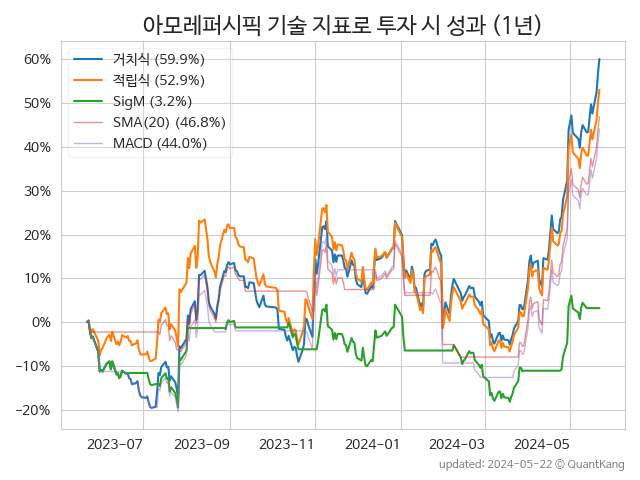 아모레퍼시픽 기술 지표로 투자 시 성과 (1년)
60%
50%
40%
30%
20%
10%
0%
−10%
−20%
거치식 (59.9%)
적립식 (52.9%)
SigM (3.2%)
SMA(20) (46.8%)
MACD (44.0%)
2023-07
2023-09
2023-11
2024-01
2024-03
2024-05
updated: 2024-05-22 © QuantKang